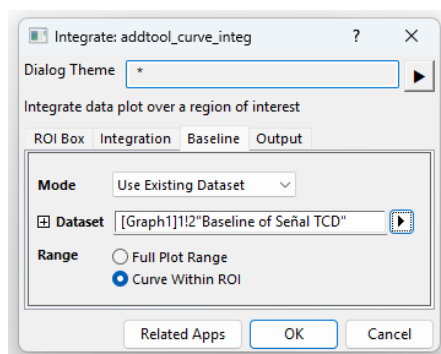 Integrate: addtool_curve_integ ? ×
Dialog Theme *
Integrate data plot over a region of interest
ROI Box Integration Baseline Output
Mode Use Existing Dataset
Dataset [Graph1]1!2"Baseline of Señal TCD"
Range Full Plot Range
Curve Within ROI
Related Apps OK Cancel